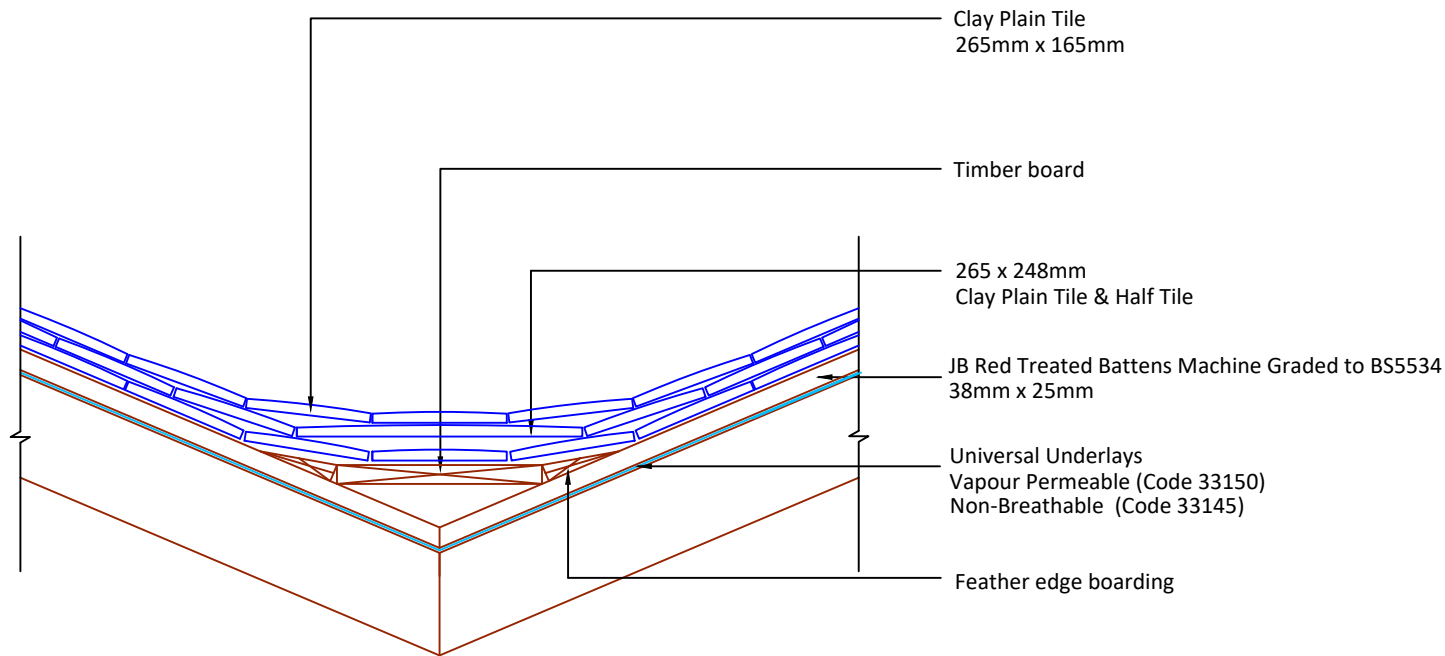 Clay Plain Tile
265mm x 165mm
Timber board
265 x 248mm
Clay Plain Tile & Half Tile
JB Red Treated Battens Machine Graded to BS5534
38mm x 25mm
Universal Underlays
Vapour Permeable (Code 33150)
Non-Breathable (Code 33145)
Feather edge boarding